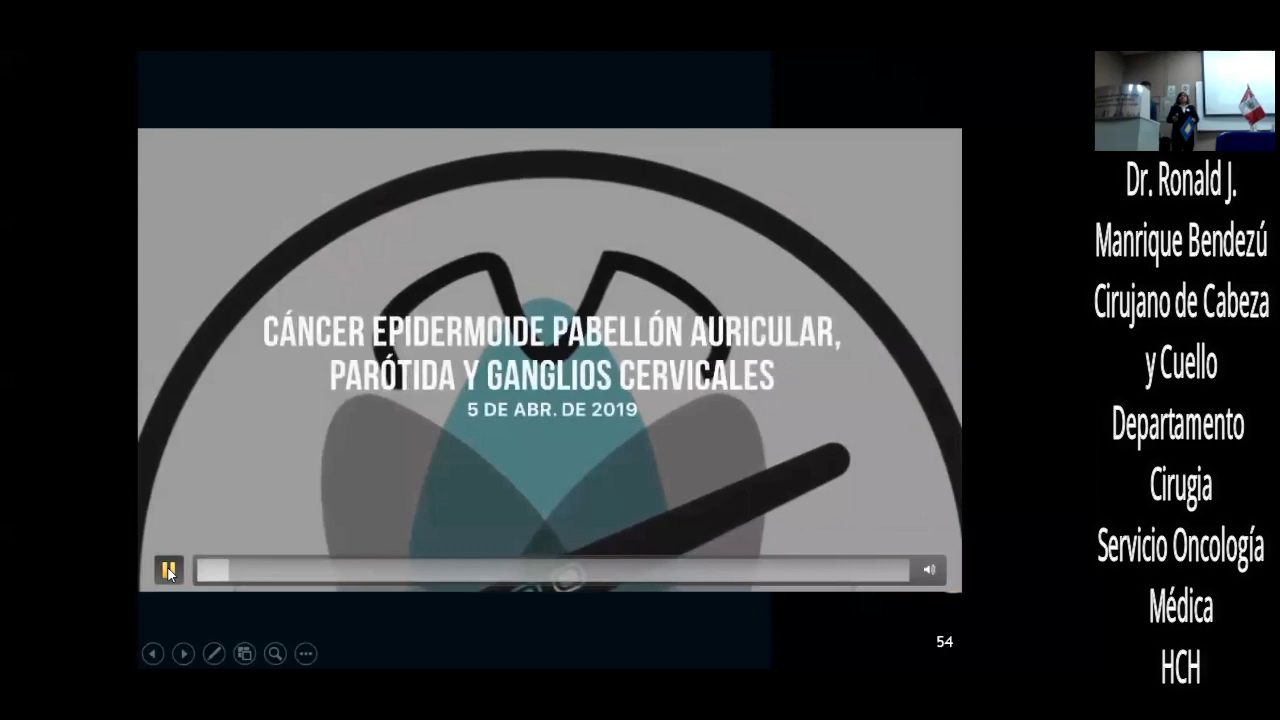 CÁNCER EPIDERMOIDE PABELLÓN AURICULAR,
PARÓTIDA Y GANGLIOS CERVICALES
5 DE ABR. DE 2019
54
Dr. Ronald J.
Manrique Bendezú
Cirujano de Cabeza
y Cuello
Departamento
Cirugia
Servicio Oncología
Médica
HCH